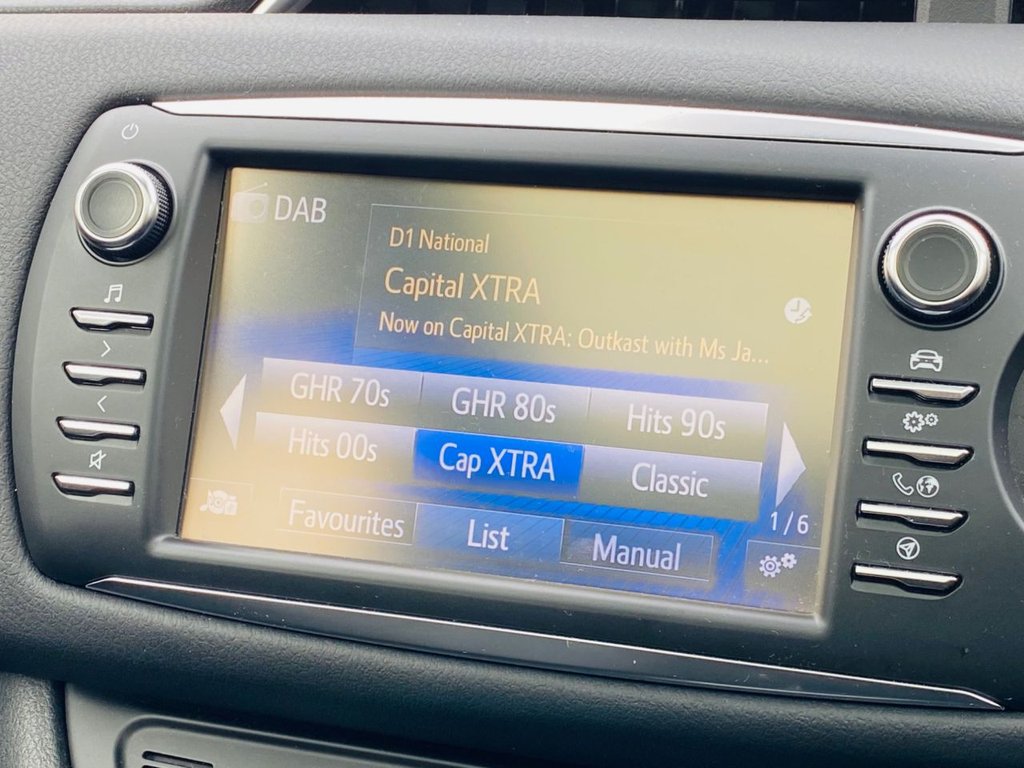 DAB
D1 National
Capital XTRA
Now on Capital XTRA: Outkast with Ms Ja...
GHR 70s GHR 80s Hits 90s
Hits 00s Cap XTRA Classic
1/6
Favourites List Manual